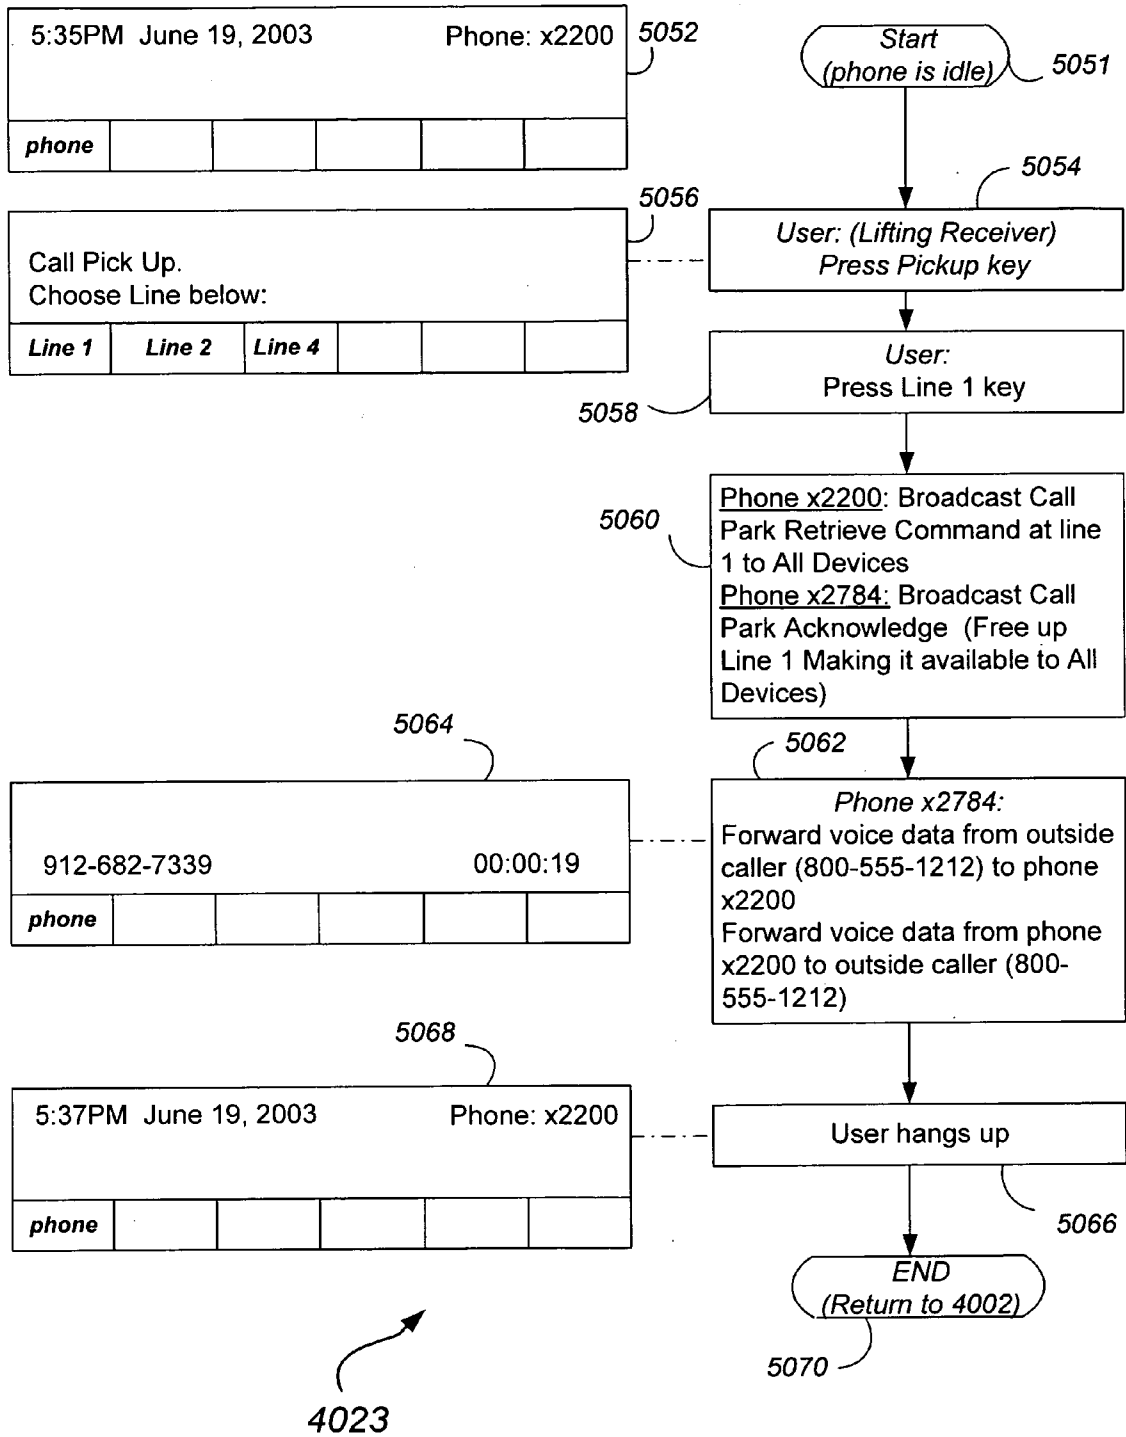 5:35PM June 19, 2003 Phone: x2200
5052
phone
Start
(phone is idle)
5051
5054
5056
Call Pick Up.
Choose Line below:
Line 1 Line 2 Line 4
User: (Lifting Receiver)
Press Pickup key
User:
Press Line 1 key
5058
5060
Phone x2200: Broadcast Call
Park Retrieve Command at line
1 to All Devices
Phone x2784: Broadcast Call
Park Acknowledge (Free up
Line 1 Making it available to All
Devices)
5064
5062
912-682-7339 00:00:19
phone
Phone x2784:
Forward voice data from outside
caller (800-555-1212) to phone
x2200
Forward voice data from phone
x2200 to outside caller (800-
555-1212)
5068
5:37PM June 19, 2003 Phone: x2200
phone
User hangs up
5066
END
(Return to 4002)
5070
4023